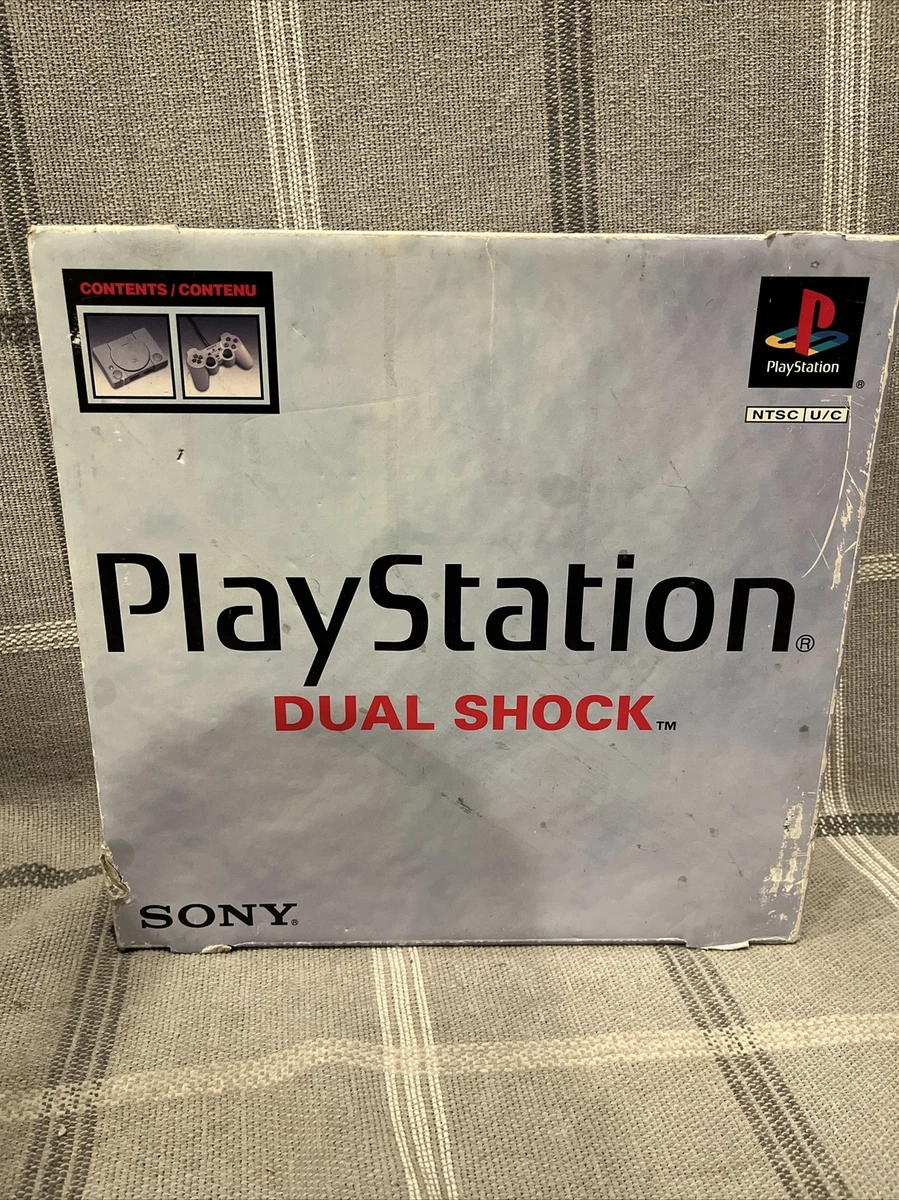 CONTENTS / CONTENU
PlayStation
®
NTSC U/C
PlayStation®
DUAL SHOCK™
SONY®